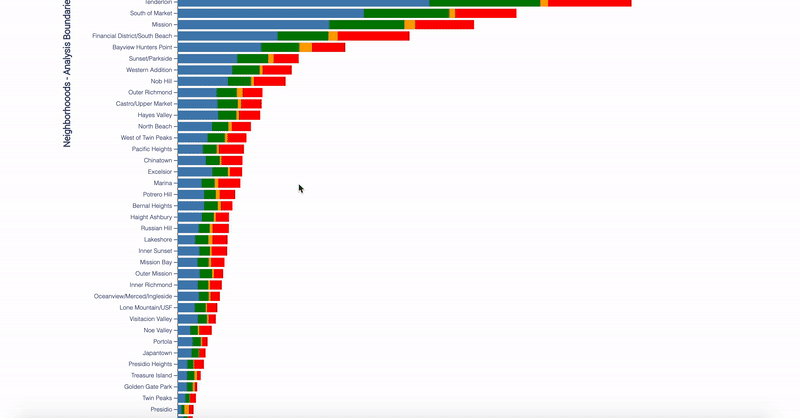 Neighborhooods - Analysis Boundarie
Tenderloin
South of Market
Mission
Financial District/South Beach
Bayview Hunters Point
Sunset/Parkside
Western Addition
Nob Hill
Outer Richmond
Castro/Upper Market
Hayes Valley
North Beach
West of Twin Peaks
Pacific Heights
Chinatown
Excelsior
Marina
Potrero Hill
Bernal Heights
Haight Ashbury
Russian Hill
Lakeshore
Inner Sunset
Mission Bay
Outer Mission
Inner Richmond
Oceanview/Merced/Ingleside
Lone Mountain/USF
Visitacion Valley
Noe Valley
Portola
Japantown
Presidio Heights
Treasure Island
Golden Gate Park
Twin Peaks
Presidio